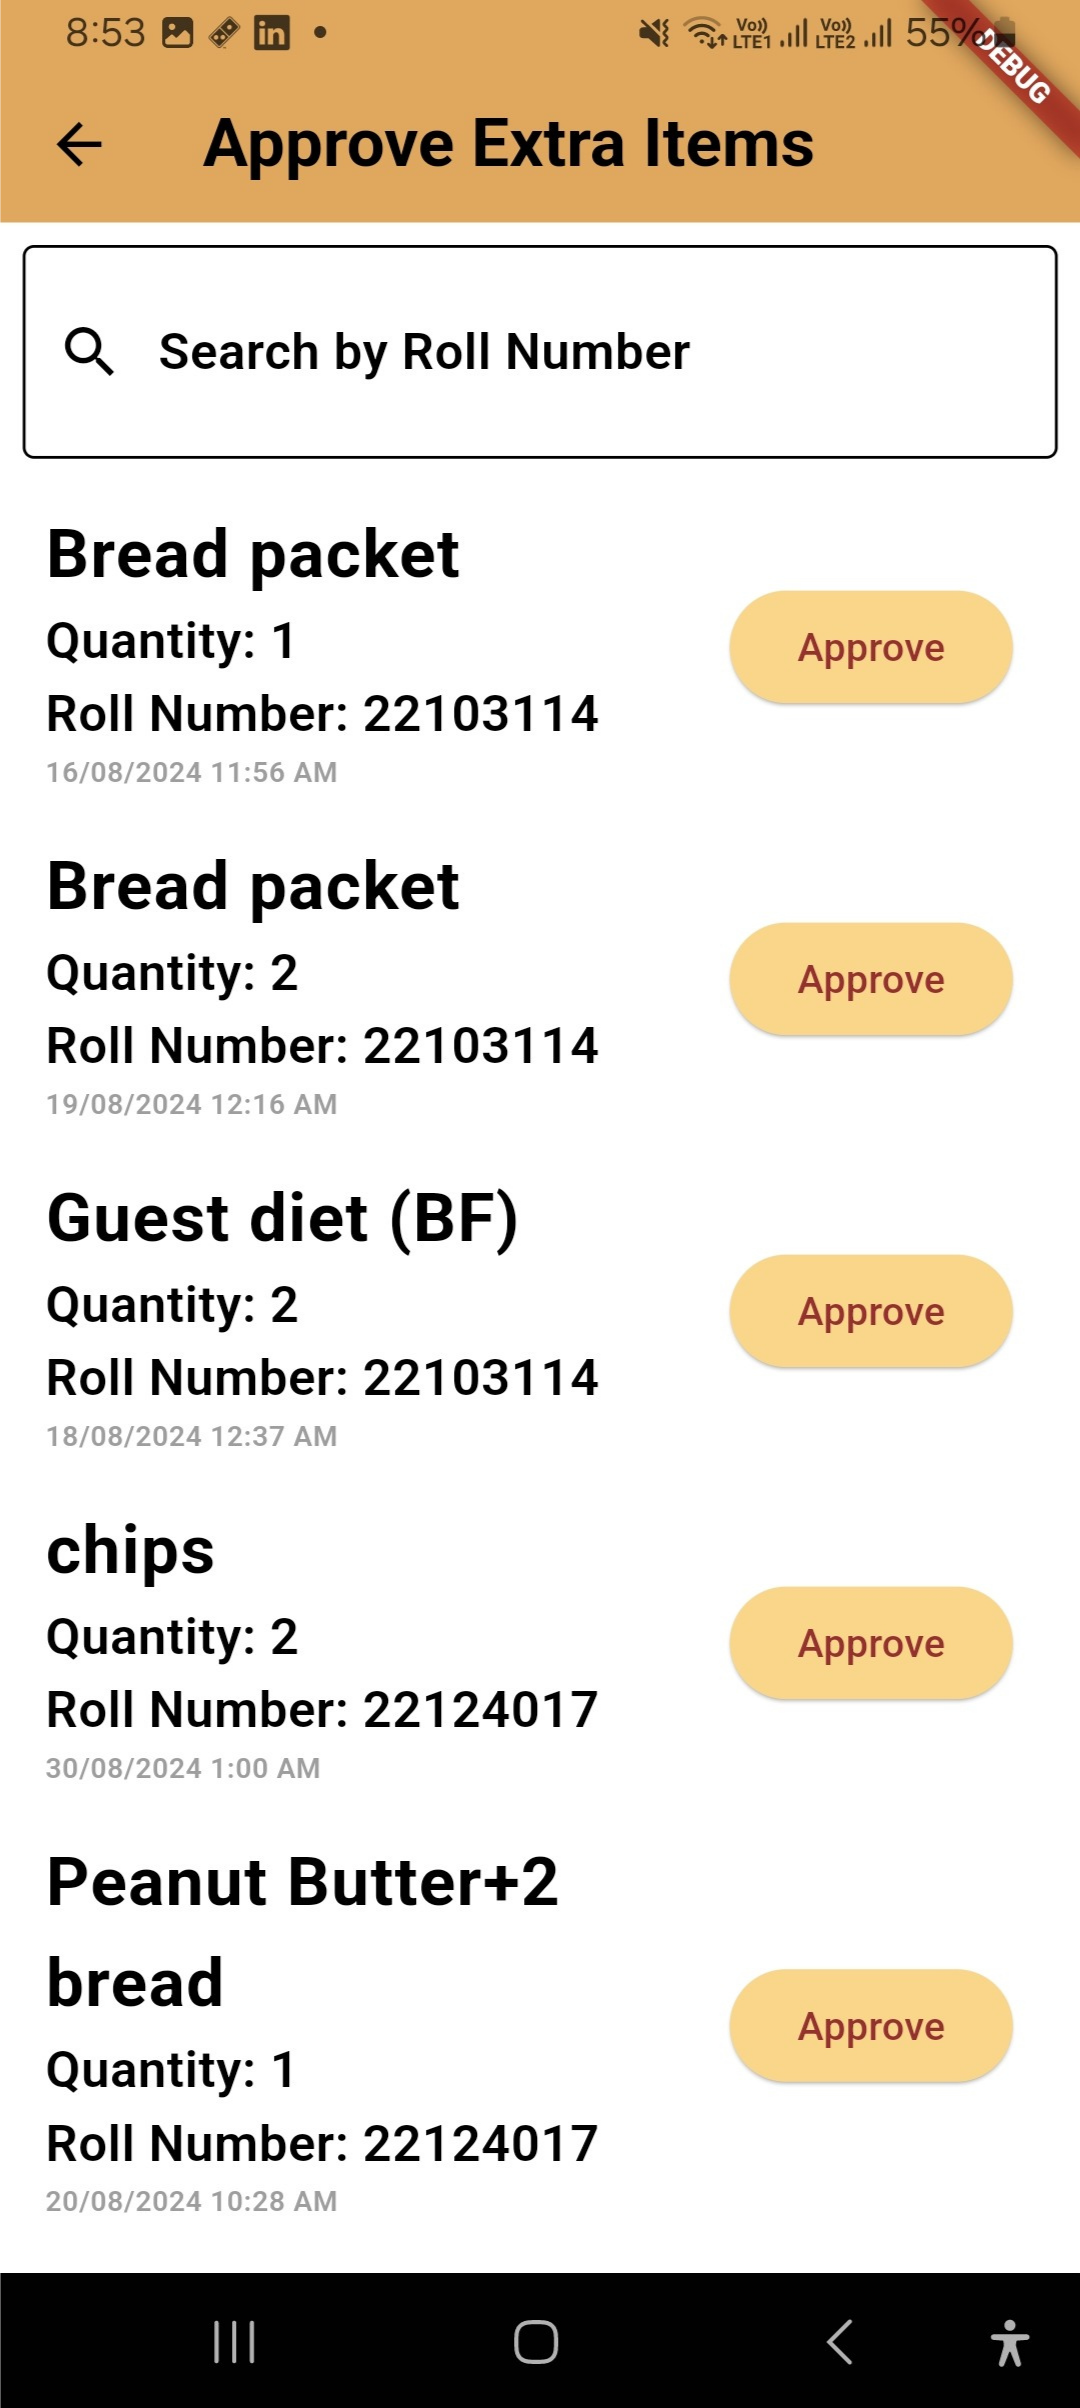 8:53 in Vo)) LTE1 Vo)) LTE2 55%
DEBUG
Approve Extra Items
Search by Roll Number
Bread packet
Quantity: 1
Roll Number: 22103114
16/08/2024 11:56 AM
Approve
Bread packet
Quantity: 2
Roll Number: 22103114
19/08/2024 12:16 AM
Approve
Guest diet (BF)
Quantity: 2
Roll Number: 22103114
18/08/2024 12:37 AM
Approve
chips
Quantity: 2
Roll Number: 22124017
30/08/2024 1:00 AM
Approve
Peanut Butter+2
bread
Quantity: 1
Roll Number: 22124017
20/08/2024 10:28 AM
Approve